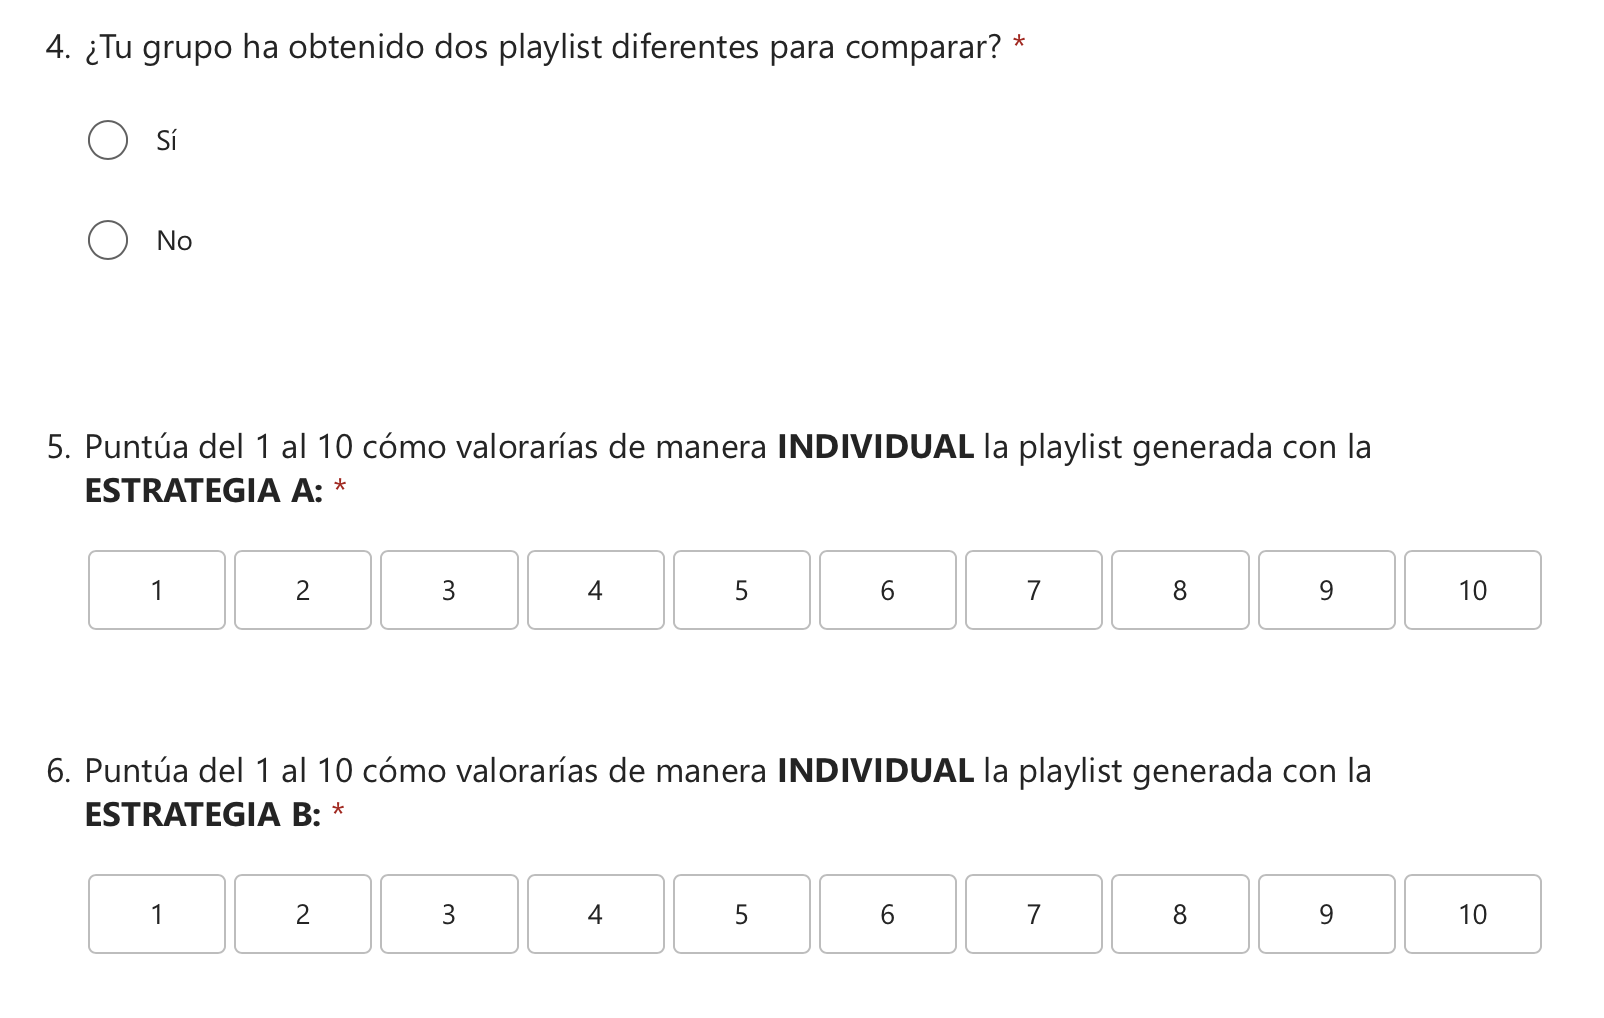 4. ¿Tu grupo ha obtenido dos playlist diferentes para comparar? *
Sí
No
5. Puntúa del 1 al 10 cómo valorarías de manera INDIVIDUAL la playlist generada con la
ESTRATEGIA A: *
1 2 3 4 5 6 7 8 9 10
6. Puntúa del 1 al 10 cómo valorarías de manera INDIVIDUAL la playlist generada con la
ESTRATEGIA B: *
1 2 3 4 5 6 7 8 9 10